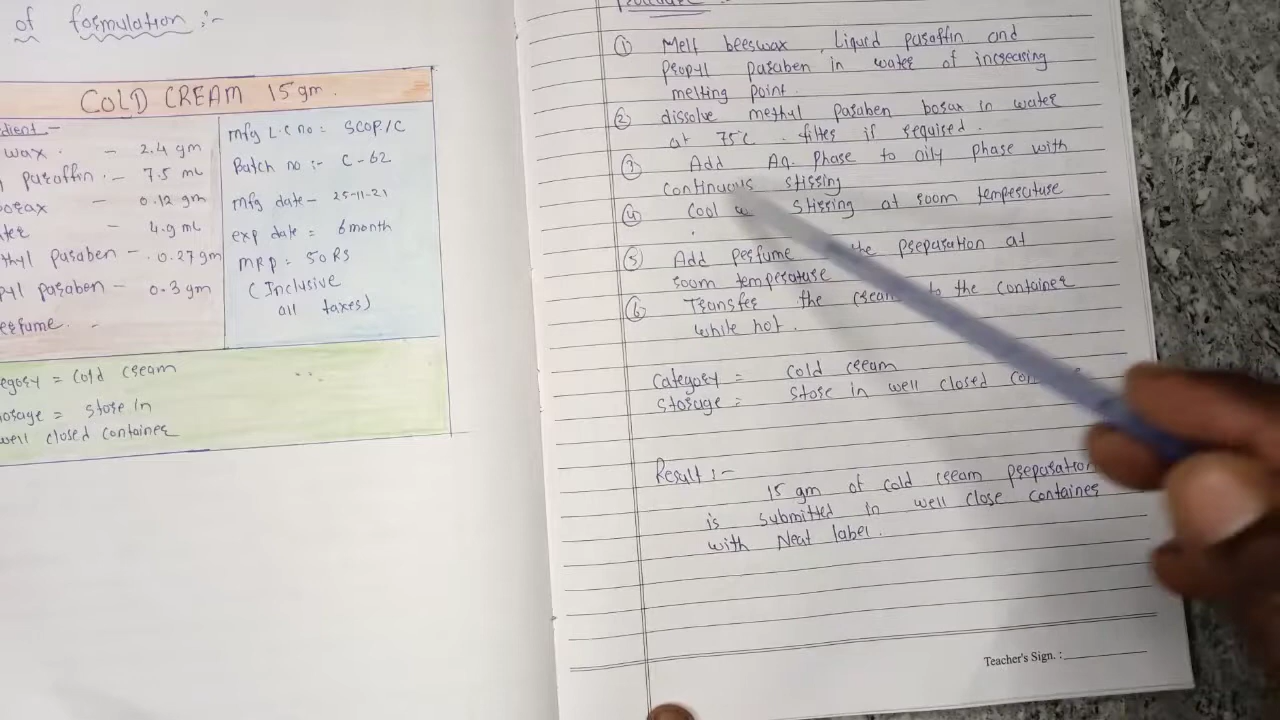 of formulation :-
COLD CREAM 15 gm.
dient -
wax. - 2.4 gm
paraffin. - 7.5 mL
borax - 0.12 gm
ter - 4.9 mL
thyl paraben - 0.27 gm
pyl paraben - 0.3 gm
erfume. -
mfg L.C no = SCOP/C
Batch no :- C-62
mfg date - 25-11-21
exp date = 6 month
MRP = 50 RS
(Inclusive
all taxes)
egory = cold cream
torage = store in
well closed container
Procedure :-
① Melt beeswax, Liquid paraffin and
propyl paraben in water of increasing
melting point.
② dissolve methyl paraben borax in water
at 75°C. filter if required.
③ Add Aq. Phase to oily phase with
continuous stirring
④ Cool w stirring at room temperature
⑤ Add perfume the preparation at
room temperature
⑥ Transfer the cream to the container
while hot.
Category = cold cream
storage = store in well closed con
Result :-
15 gm of cold cream preparation
is submitted in well close container
with Neat label.
Teacher's Sign. :